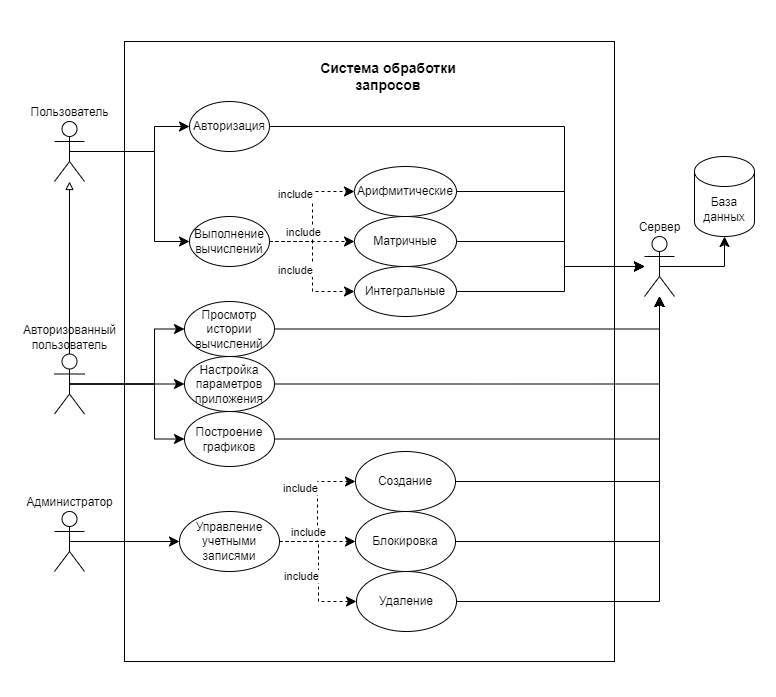 Система обработки
запросов
Пользователь
Авторизация
include
Арифмитические
Выполнение
вычислений
include
Матричные
include
Интегральные
Сервер
База
данных
Авторизованный
пользователь
Просмотр
истории
вычислений
Настройка
параметров
приложения
Построение
графиков
Администратор
Управление
учетными
записями
include
Создание
include
Блокировка
include
Удаление